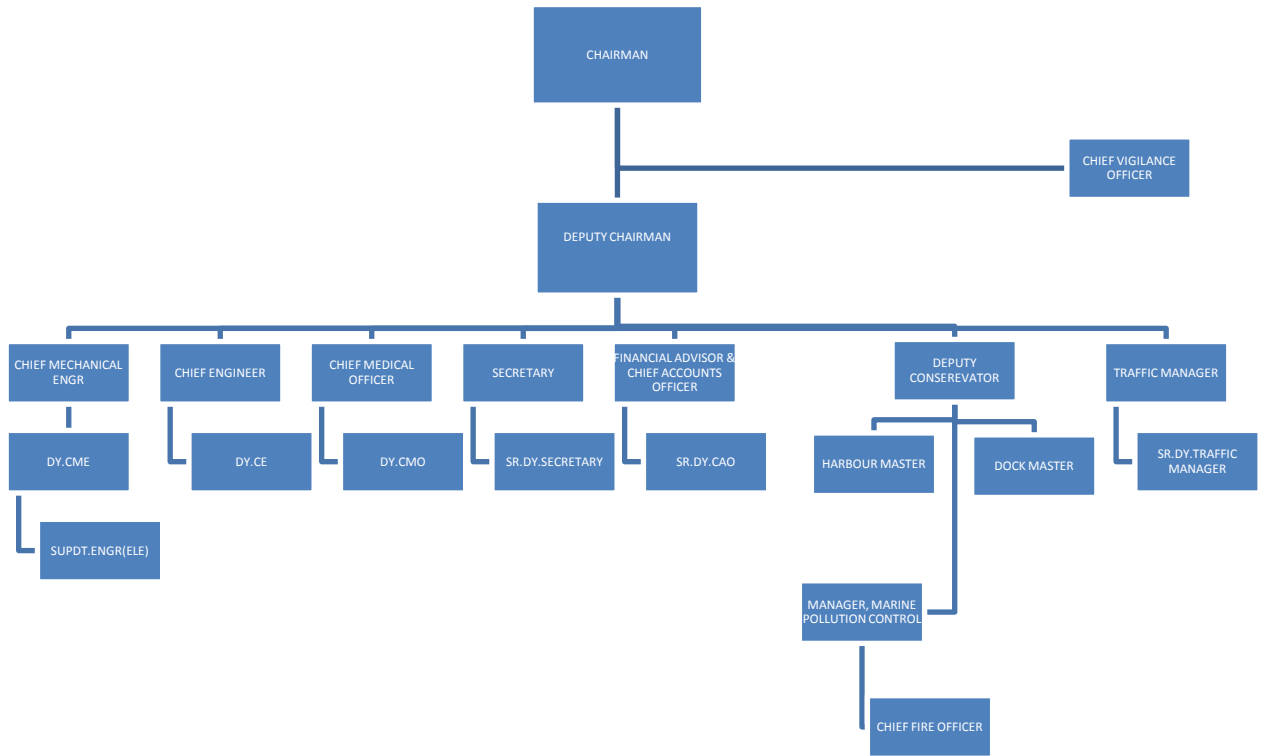 CHAIRMAN
CHIEF VIGILANCE
OFFICER
DEPUTY CHAIRMAN
CHIEF MECHANICAL
ENGR
CHIEF ENGINEER
CHIEF MEDICAL
OFFICER
SECRETARY
FINANCIAL ADVISOR &
CHIEF ACCOUNTS
OFFICER
DEPUTY
CONSEREVATOR
TRAFFIC MANAGER
DY.CME
DY.CE
DY.CMO
SR.DY.SECRETARY
SR.DY.CAO
HARBOUR MASTER
DOCK MASTER
SR.DY.TRAFFIC
MANAGER
SUPDT.ENGR(ELE)
MANAGER, MARINE
POLLUTION CONTROL
CHIEF FIRE OFFICER